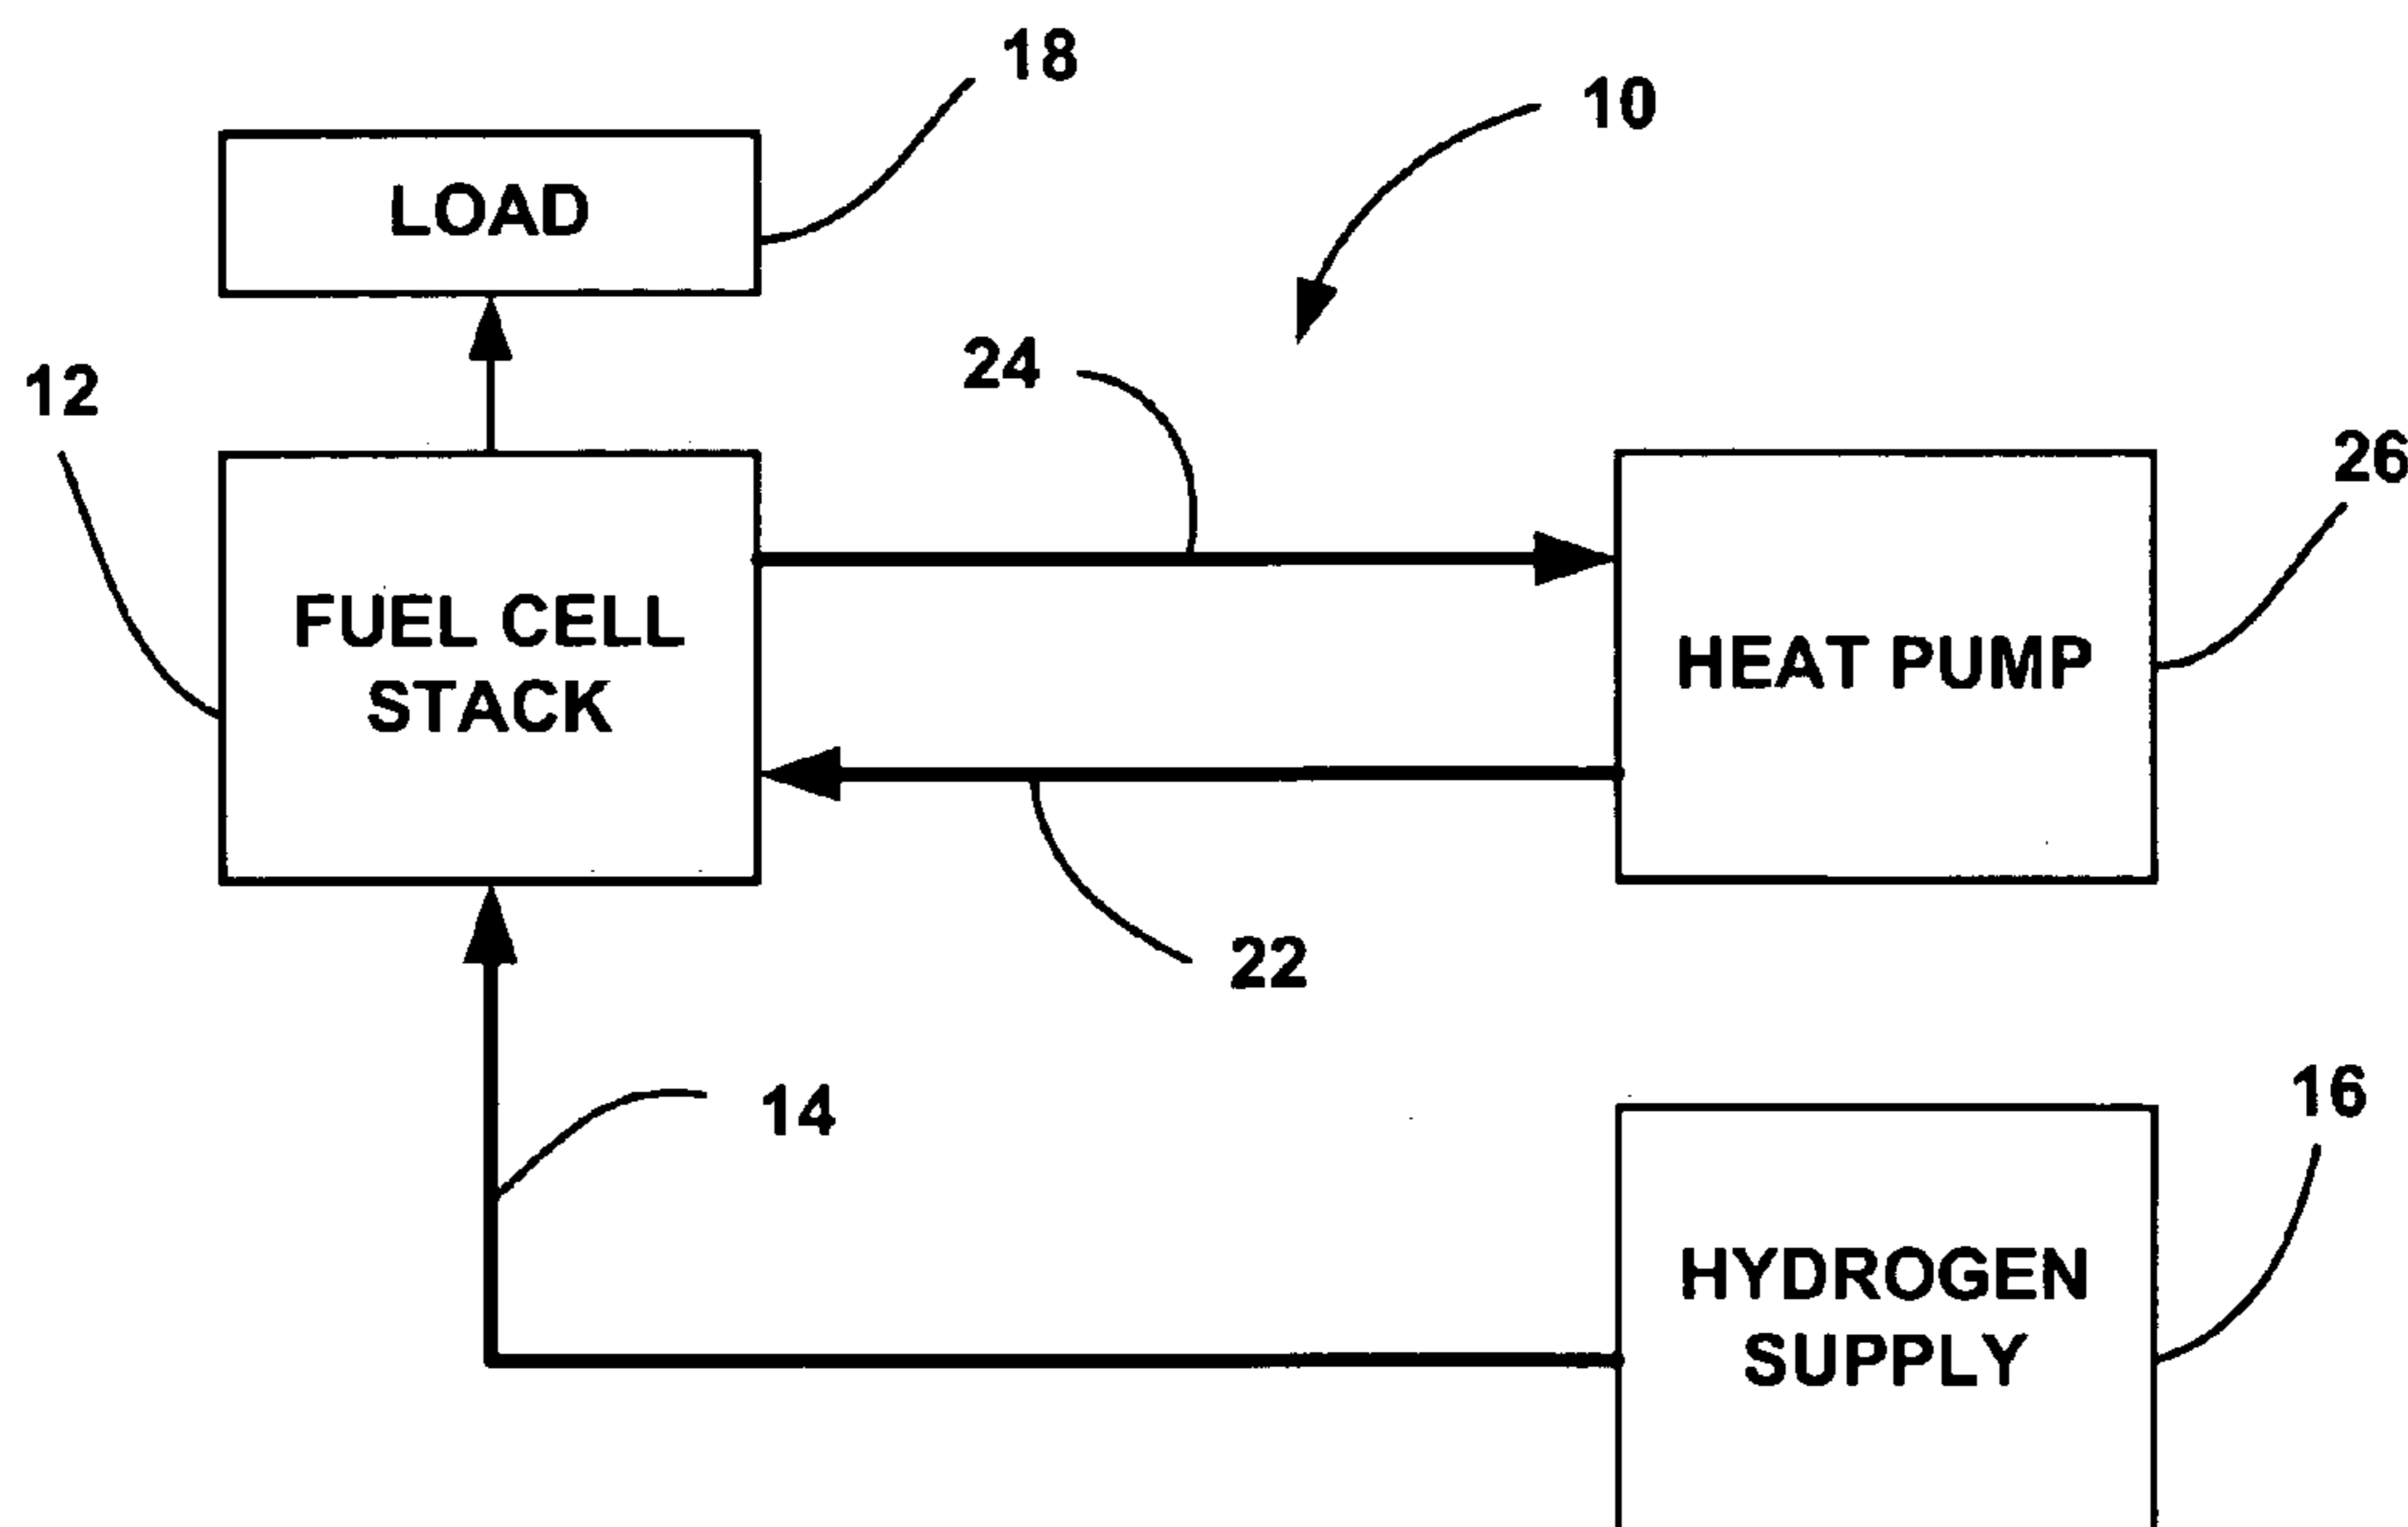 18
10
LOAD
24
12
26
FUEL CELL
STACK
HEAT PUMP
22
14
16
HYDROGEN
SUPPLY